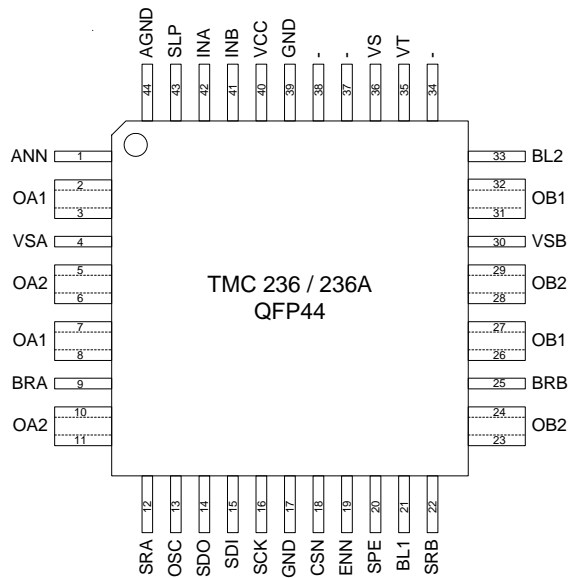 AGND SLP INA INB VCC GND - - VS VT -
44 43 42 41 40 39 38 37 36 35 34
ANN 1 33 BL2
OA1 2 3 32 31 OB1
VSA 4 30 VSB
OA2 5 6 29 28 OB2
TMC 236 / 236A
QFP44
OA1 7 8 27 26 OB1
BRA 9 25 BRB
OA2 10 11 24 23 OB2
12 13 14 15 16 17 18 19 20 21 22
SRA OSC SDO SDI SCK GND CSN ENN SPE BL1 SRB